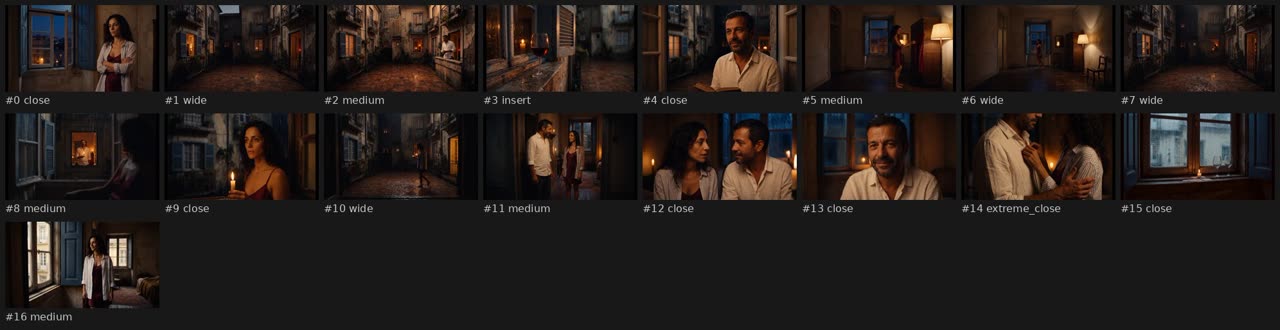 #0 close
#1 wide
#2 medium
#3 insert
#4 close
#5 medium
#6 wide
#7 wide
#8 medium
#9 close
#10 wide
#11 medium
#12 close
#13 close
#14 extreme_close
#15 close
#16 medium